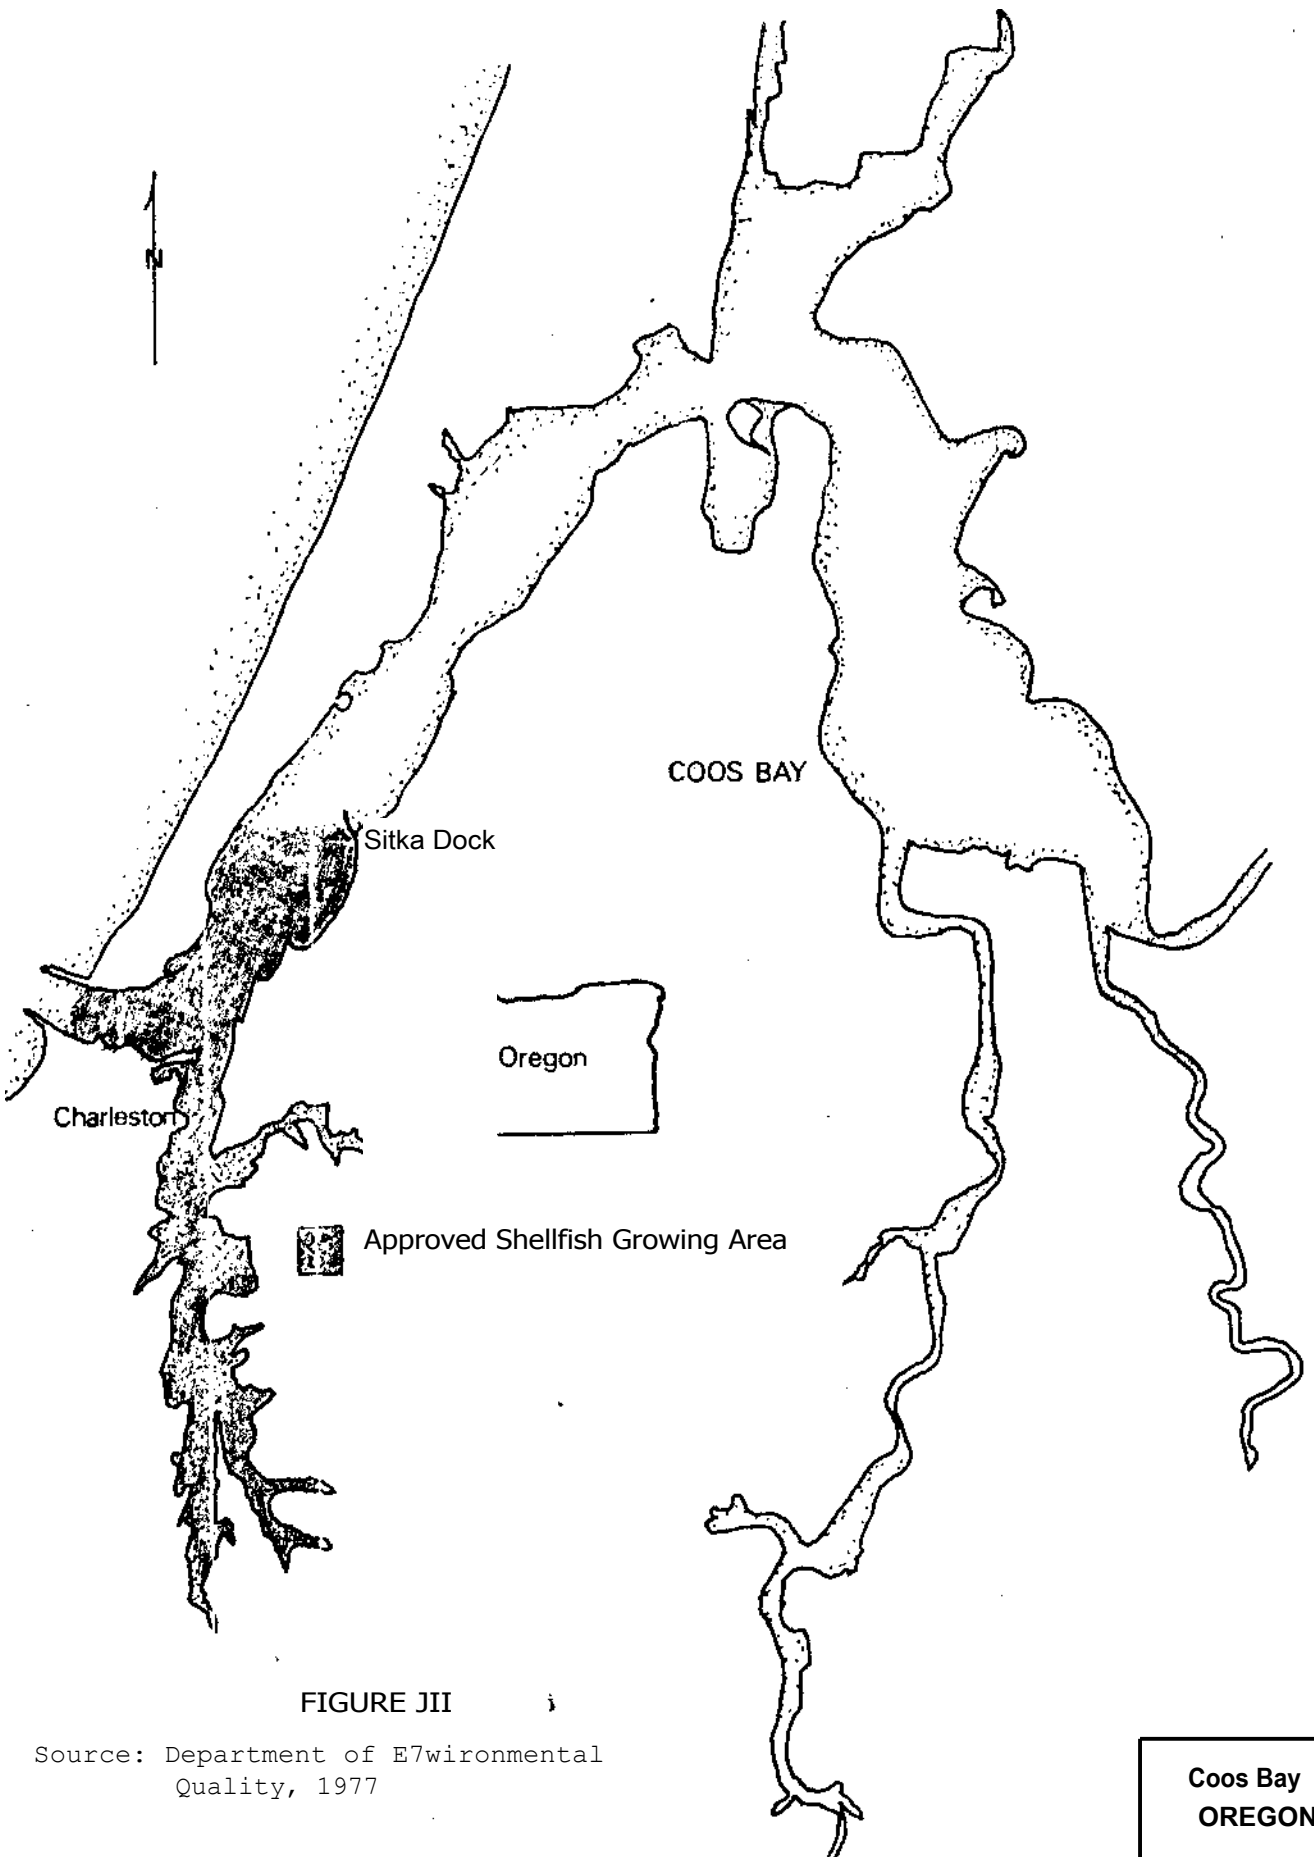 N
COOS BAY
Sitka Dock
Oregon
Charleston
Approved Shellfish Growing Area
FIGURE JII
Source: Department of E7wironmental
Quality, 1977
Coos Bay
OREGON